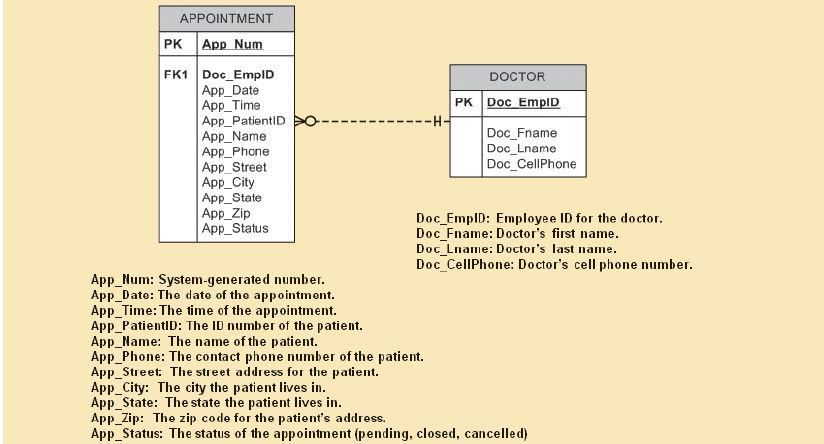 APPOINTMENT
PK App_Num
FK1 Doc_EmpID
App_Date
App_Time
App_PatientID
App_Name
App_Phone
App_Street
App_City
App_State
App_Zip
App_Status
DOCTOR
PK Doc_EmpID
Doc_Fname
Doc_Lname
Doc_CellPhone
Doc_EmpID: Employee ID for the doctor.
Doc_Fname: Doctor's first name.
Doc_Lname: Doctor's last name.
Doc_CellPhone: Doctor's cell phone number.
App_Num: System-generated number.
App_Date: The date of the appointment.
App_Time: The time of the appointment.
App_PatientID: The ID number of the patient.
App_Name: The name of the patient.
App_Phone: The contact phone number of the patient.
App_Street: The street address for the patient.
App_City: The city the patient lives in.
App_State: The state the patient lives in.
App_Zip: The zip code for the patient's address.
App_Status: The status of the appointment (pending, closed, cancelled)